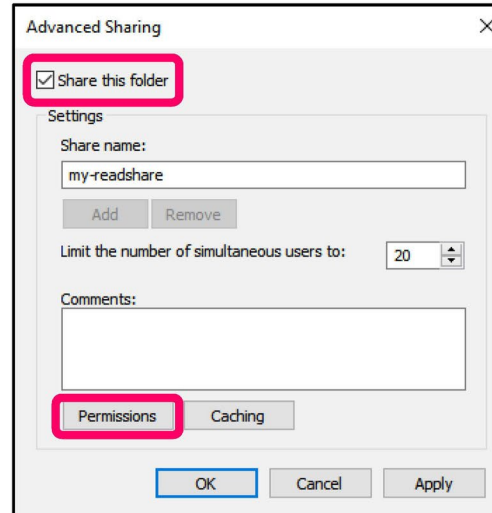 Advanced Sharing
Share this folder
Settings
Share name:
my-readshare
Add Remove
Limit the number of simultaneous users to: 20
Comments:
Permissions Caching
OK Cancel Apply